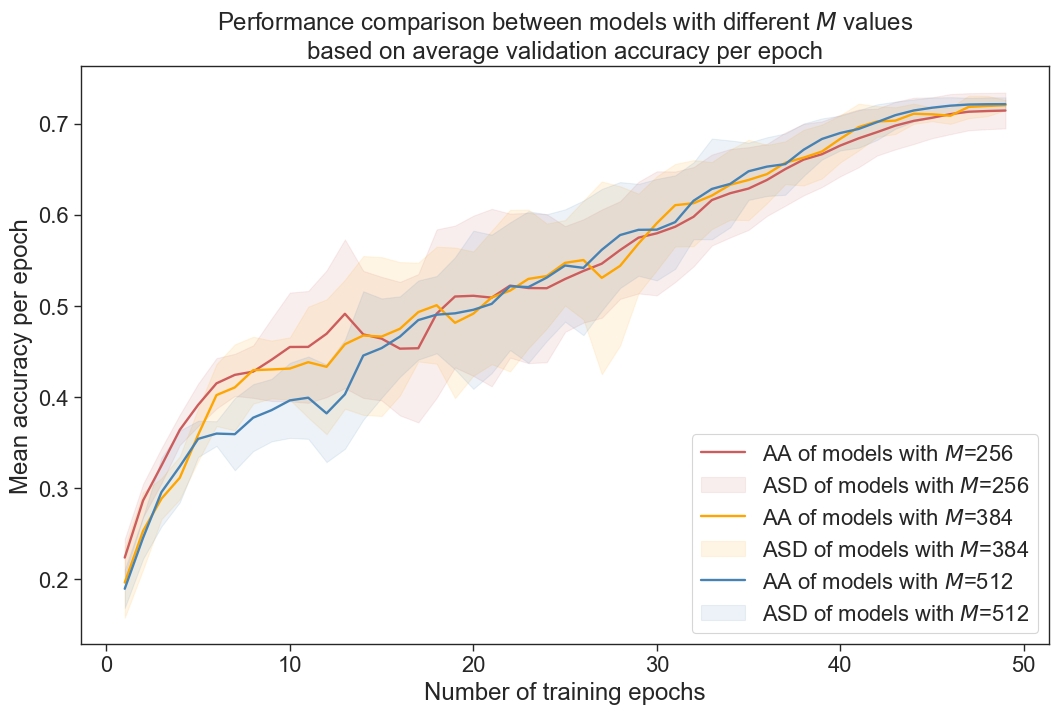 Performance comparison between models with different M values
based on average validation accuracy per epoch
Mean accuracy per epoch
0.7
0.6
0.5
0.4
0.3
0.2
AA of models with M=256
ASD of models with M=256
AA of models with M=384
ASD of models with M=384
AA of models with M=512
ASD of models with M=512
0 10 20 30 40 50
Number of training epochs